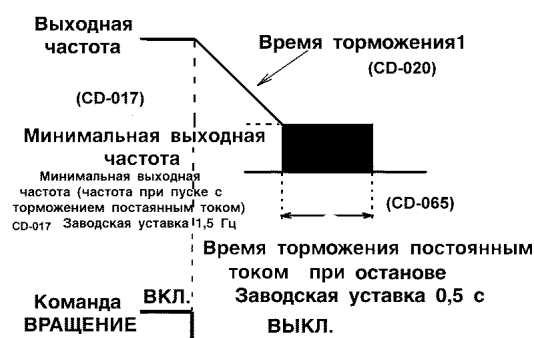 Выходная
частота
Время торможения1
(CD-020)
(CD-017)
Минимальная выходная
частота
Минимальная выходная
частота (частота при пуске с
торможением постаянным током)
CD-017 Заводская уставка 1,5 Гц
(CD-065)
Время торможения постоянным
током при останове
Заводская уставка 0,5 с
Команда ВКЛ.
ВРАЩЕНИЕ
ВЫКЛ.